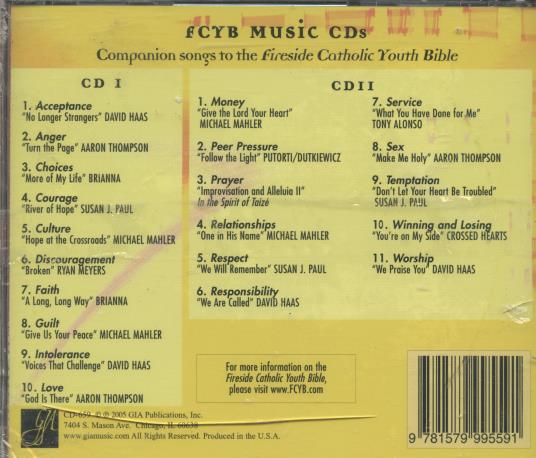 FCYB MUSIC CDs
Companion songs to the Fireside Catholic Youth Bible
CD I
1. Acceptance
"No Longer Strangers" DAVID HAAS
2. Anger
"Turn the Page" AARON THOMPSON
3. Choices
"More of My Life" BRIANNA
4. Courage
"River of Hope" SUSAN J. PAUL
5. Culture
"Hope at the Crossroads" MICHAEL MAHLER
6. Discouragement
"Broken" RYAN MEYERS
7. Faith
"A Long, Long Way" BRIANNA
8. Guilt
"Give Us Your Peace" MICHAEL MAHLER
9. Intolerance
"Voices That Challenge" DAVID HAAS
10. Love
"God Is There" AARON THOMPSON
CD II
1. Money
"Give the Lord Your Heart"
MICHAEL MAHLER
2. Peer Pressure
"Follow the Light" PUTORTI/DUTKIEWICZ
3. Prayer
"Improvisation and Alleluia II"
In the Spirit of Taizé
4. Relationships
"One in His Name" MICHAEL MAHLER
5. Respect
"We Will Remember" SUSAN J. PAUL
6. Responsibility
"We Are Called" DAVID HAAS
7. Service
"What You Have Done for Me"
TONY ALONSO
8. Sex
"Make Me Holy" AARON THOMPSON
9. Temptation
"Don't Let Your Heart Be Troubled"
SUSAN J. PAUL
10. Winning and Losing
"You're on My Side" CROSSED HEARTS
11. Worship
"We Praise You" DAVID HAAS
For more information on the
Fireside Catholic Youth Bible,
please visit www.FCYB.com
GIA
CD-659 © ℗ 2005 GIA Publications, Inc.
7404 S. Mason Ave. Chicago, IL 60638
www.giamusic.com All Rights Reserved. Produced in the U.S.A.
9 781579 995591